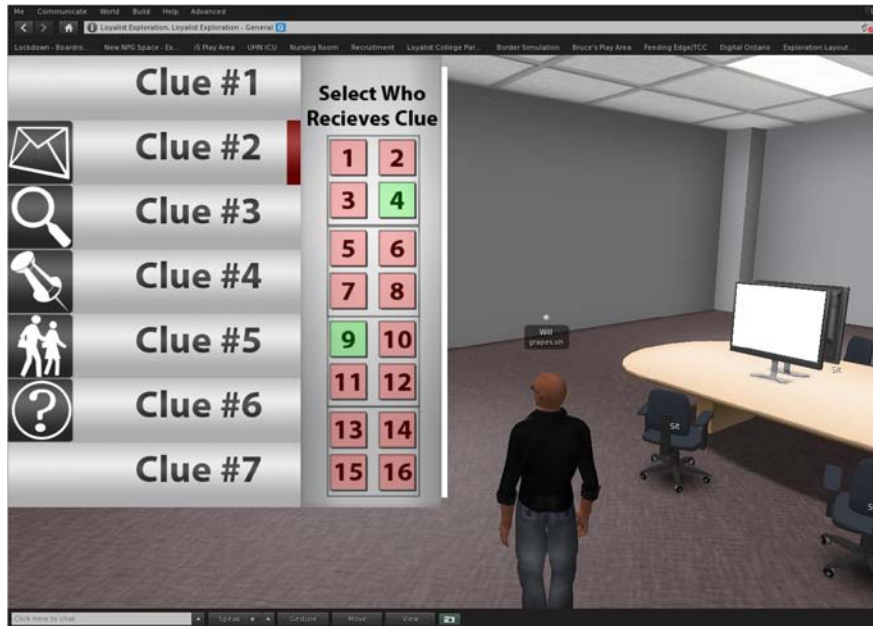 Me Communicate World Build Help Advanced
Loyalist Exploration, Loyalist Exploration - General G
Lockdown - Boardro... New NPG Space - Ex... iS Play Area UHN ICU Nursing Room Recruitment Loyalist College Par... Border Simulation Bruce's Play Area Feeding Edge/TCC Digital Ontario Exploration Layout...
Clue #1
Clue #2
Clue #3
Clue #4
Clue #5
Clue #6
Clue #7
Select Who
Recieves Clue
1 2
3 4
5 6
7 8
9 10
11 12
13 14
15 16
Will
grapes.oh
Sit
Sit
Click here to chat.
Speak Gesture Move View